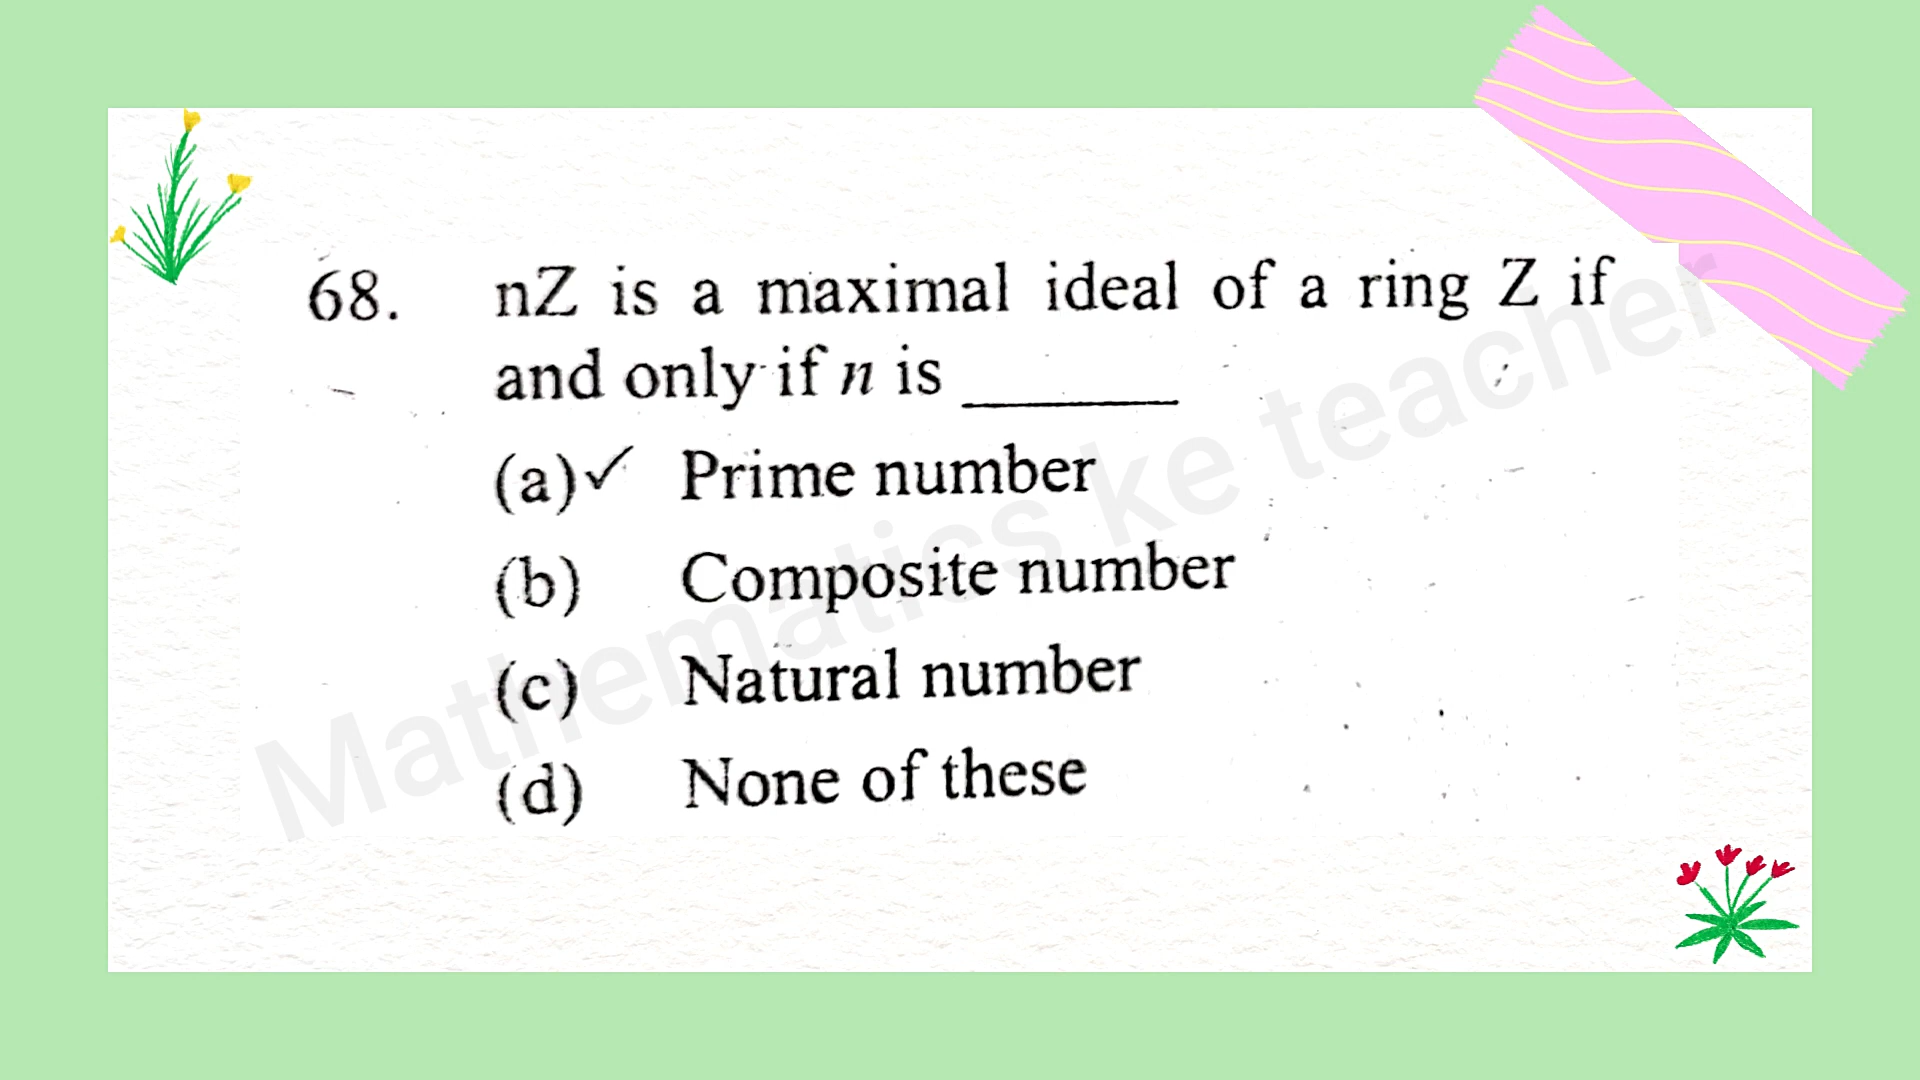 68. nZ is a maximal ideal of a ring Z if
and only if n is ________
(a)✓ Prime number
(b) Composite number
(c) Natural number
(d) None of these
Mathematics ke teacher